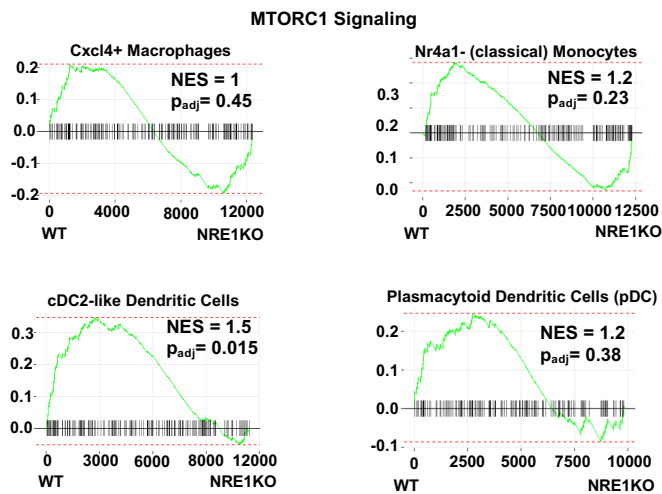 MTORC1 Signaling
Cxcl4+ Macrophages
NES = 1
padj= 0.45
0.2
0.1
0.0
-0.1
-0.2
0 4000 8000 12000
WT NRE1KO
Nr4a1- (classical) Monocytes
NES = 1.2
padj= 0.23
0.3
0.2
0.1
0.0
0 2500 5000 7500 10000 12500
WT NRE1KO
cDC2-like Dendritic Cells
NES = 1.5
padj= 0.015
0.3
0.2
0.1
0.0
0 3000 6000 9000 12000
WT NRE1KO
Plasmacytoid Dendritic Cells (pDC)
NES = 1.2
padj= 0.38
0.2
0.1
0.0
-0.1
0 2500 5000 7500 10000
WT NRE1KO